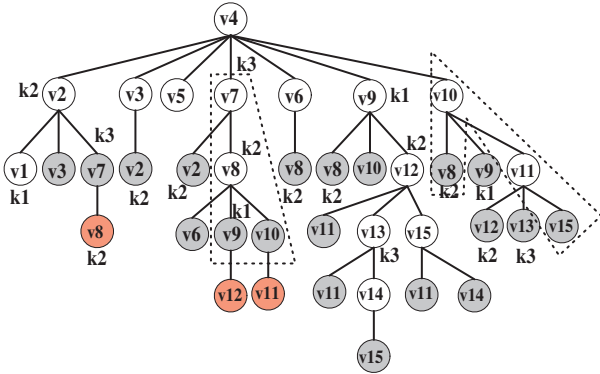 v4
k3
k2 v2 v3 v5 v7 v6 v9 k1 v10
k3 k2 k2
v1 v3 v7 v2 v2 v8 v8 v8 v10 v12 v8 v9 v11
k1 k2 k2 k2 k2 k2 k1
k1
v8 v6 v9 v10 v11 v13 v15 v12 v13 v15
k2 k3 k2 k3
v12 v11 v11 v14 v11 v14
v15